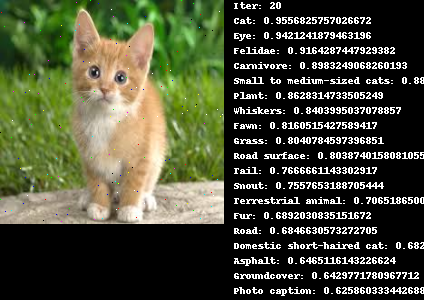 Iter: 20
Cat: 0.9556825757026672
Eye: 0.9421241879463196
Felidae: 0.9164287447929382
Carnivore: 0.8983249068260193
Small to medium-sized cats: 0.88
Plant: 0.8628314733505249
Whiskers: 0.8403995037078857
Fawn: 0.8160515427589417
Grass: 0.8040784597396851
Road surface: 0.8038740158081055
Tail: 0.7666661143302917
Snout: 0.7557653188705444
Terrestrial animal: 0.7065186500
Fur: 0.6892030835151672
Road: 0.6846630573272705
Domestic short-haired cat: 0.682
Asphalt: 0.6465116143226624
Groundcover: 0.6429771780967712
Photo caption: 0.625860333442688